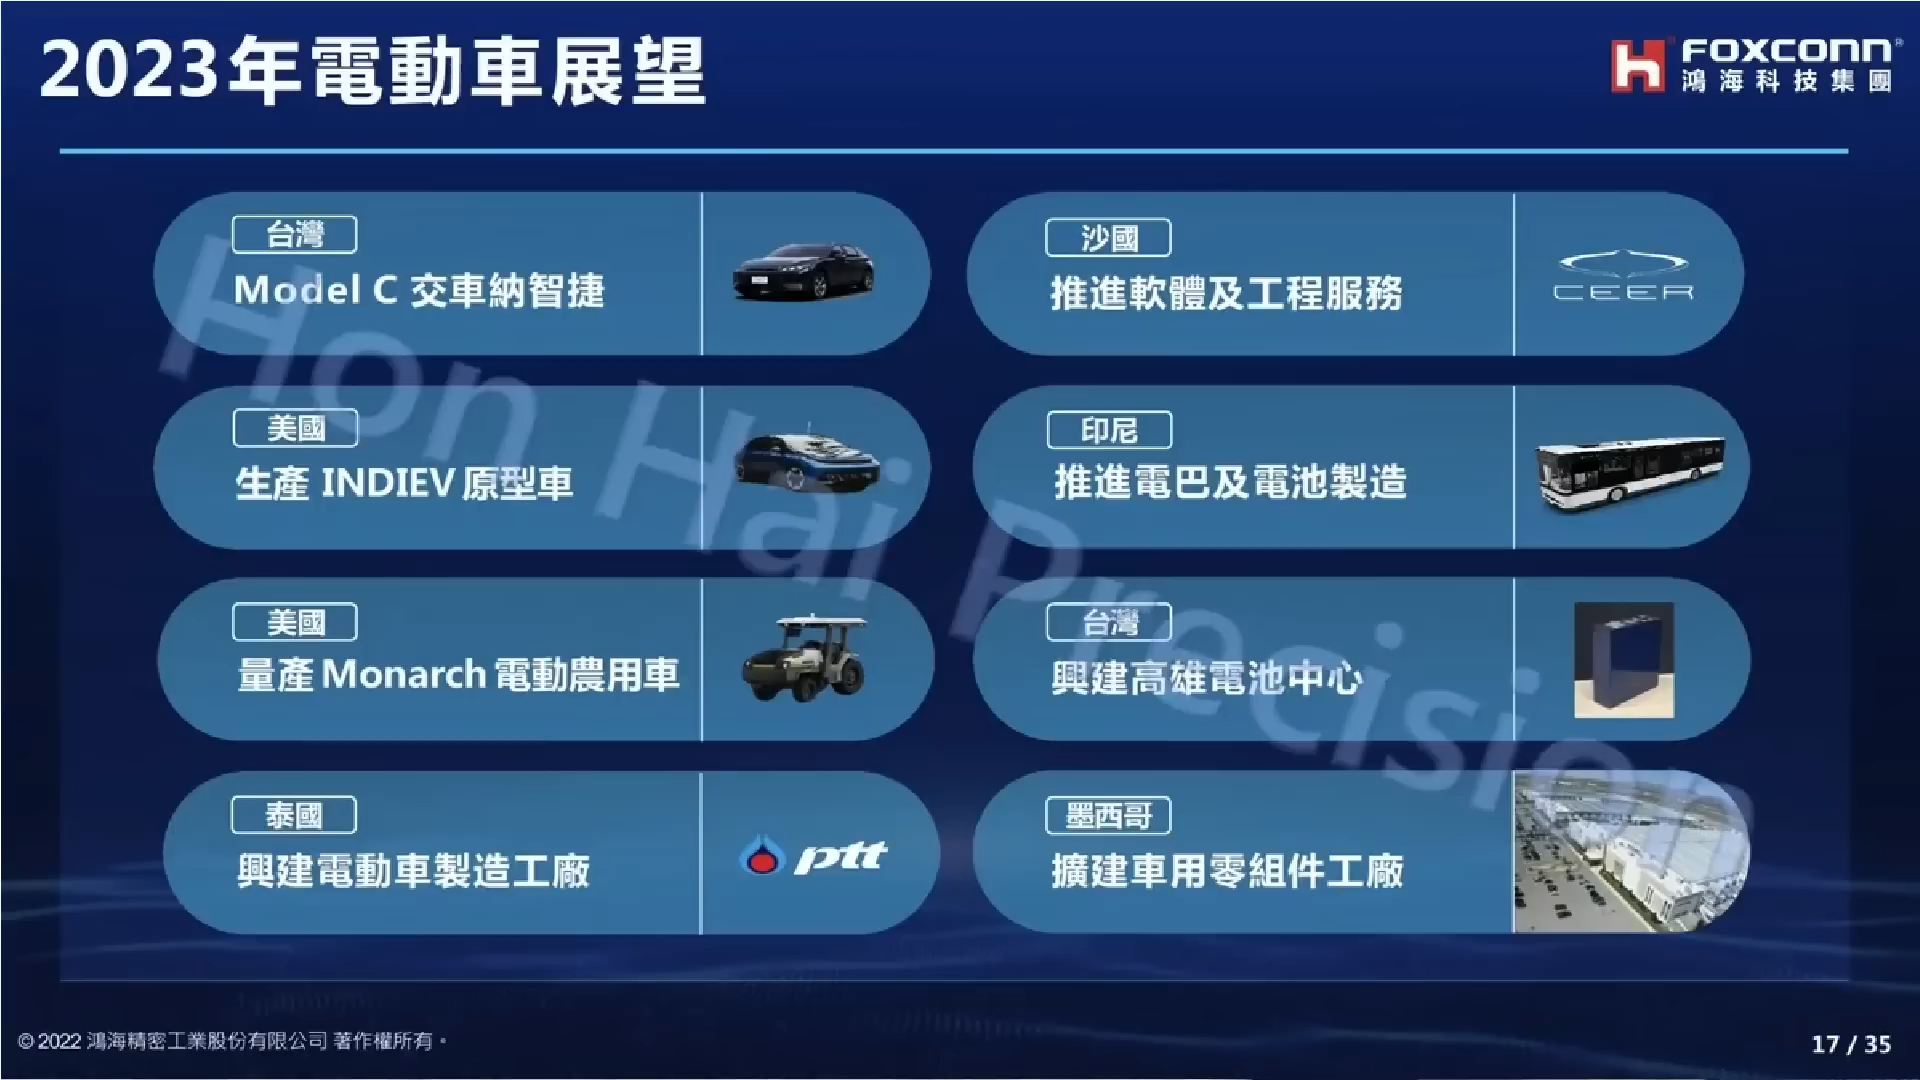 2023年電動車展望
FOXCONN®
鴻海科技集團
台灣
Model C 交車納智捷
沙國
推進軟體及工程服務
CEER
美國
生產 INDIEV 原型車
印尼
推進電巴及電池製造
美國
量產 Monarch 電動農用車
台灣
興建高雄電池中心
泰國
興建電動車製造工廠
ptt
墨西哥
擴建車用零組件工廠
Hon Hai Precision
© 2022 鴻海精密工業股份有限公司 著作權所有。
17 / 35